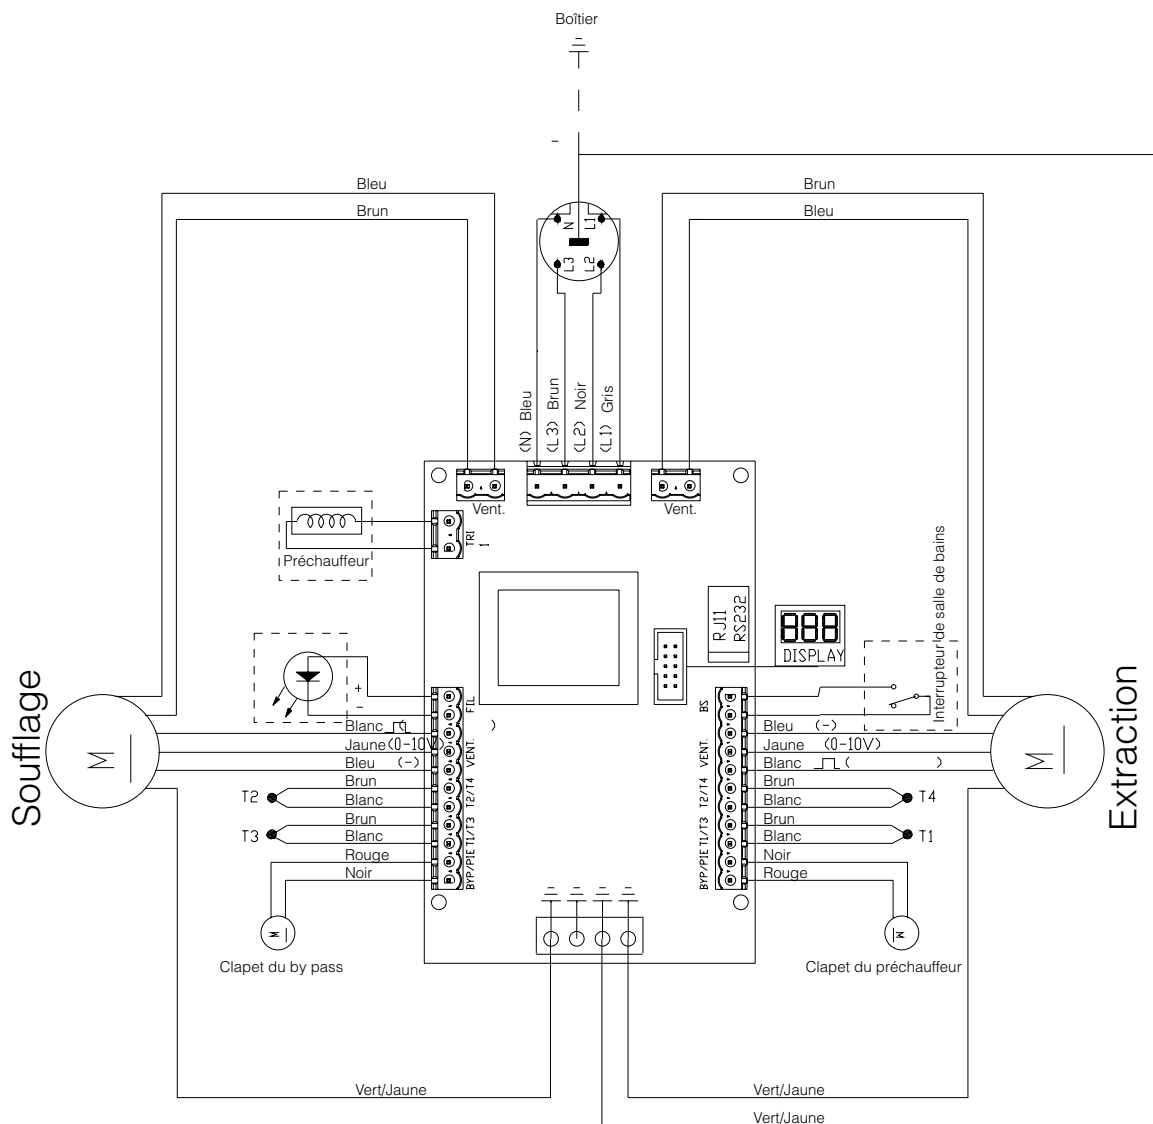 Boîtier
Bleu
Brun
Brun
Bleu
N
L1
L3
L2
(N) Bleu
(L3) Brun
(L2) Noir
(L1) Gris
Vent.
Vent.
TRI
1
Préchauffeur
RJ11
RS232
DISPLAY
Interrupteur de salle de bains
Soufflage
M
Extraction
M
+
-
FIL
BS
Blanc ( )
Jaune (0-10V)
Bleu (-)
VENT.
Brun
Blanc
T2
T2/T4
Brun
Blanc
T3
T1/T3
Rouge
Noir
BYP/PIE
M
Clapet du by pass
Bleu (-)
Jaune (0-10V)
Blanc ( )
VENT.
Brun
Blanc
T4
T2/T4
Brun
Blanc
T1
T1/T3
Noir
Rouge
BYP/PIE
M
Clapet du préchauffeur
Vert/Jaune
Vert/Jaune
Vert/Jaune